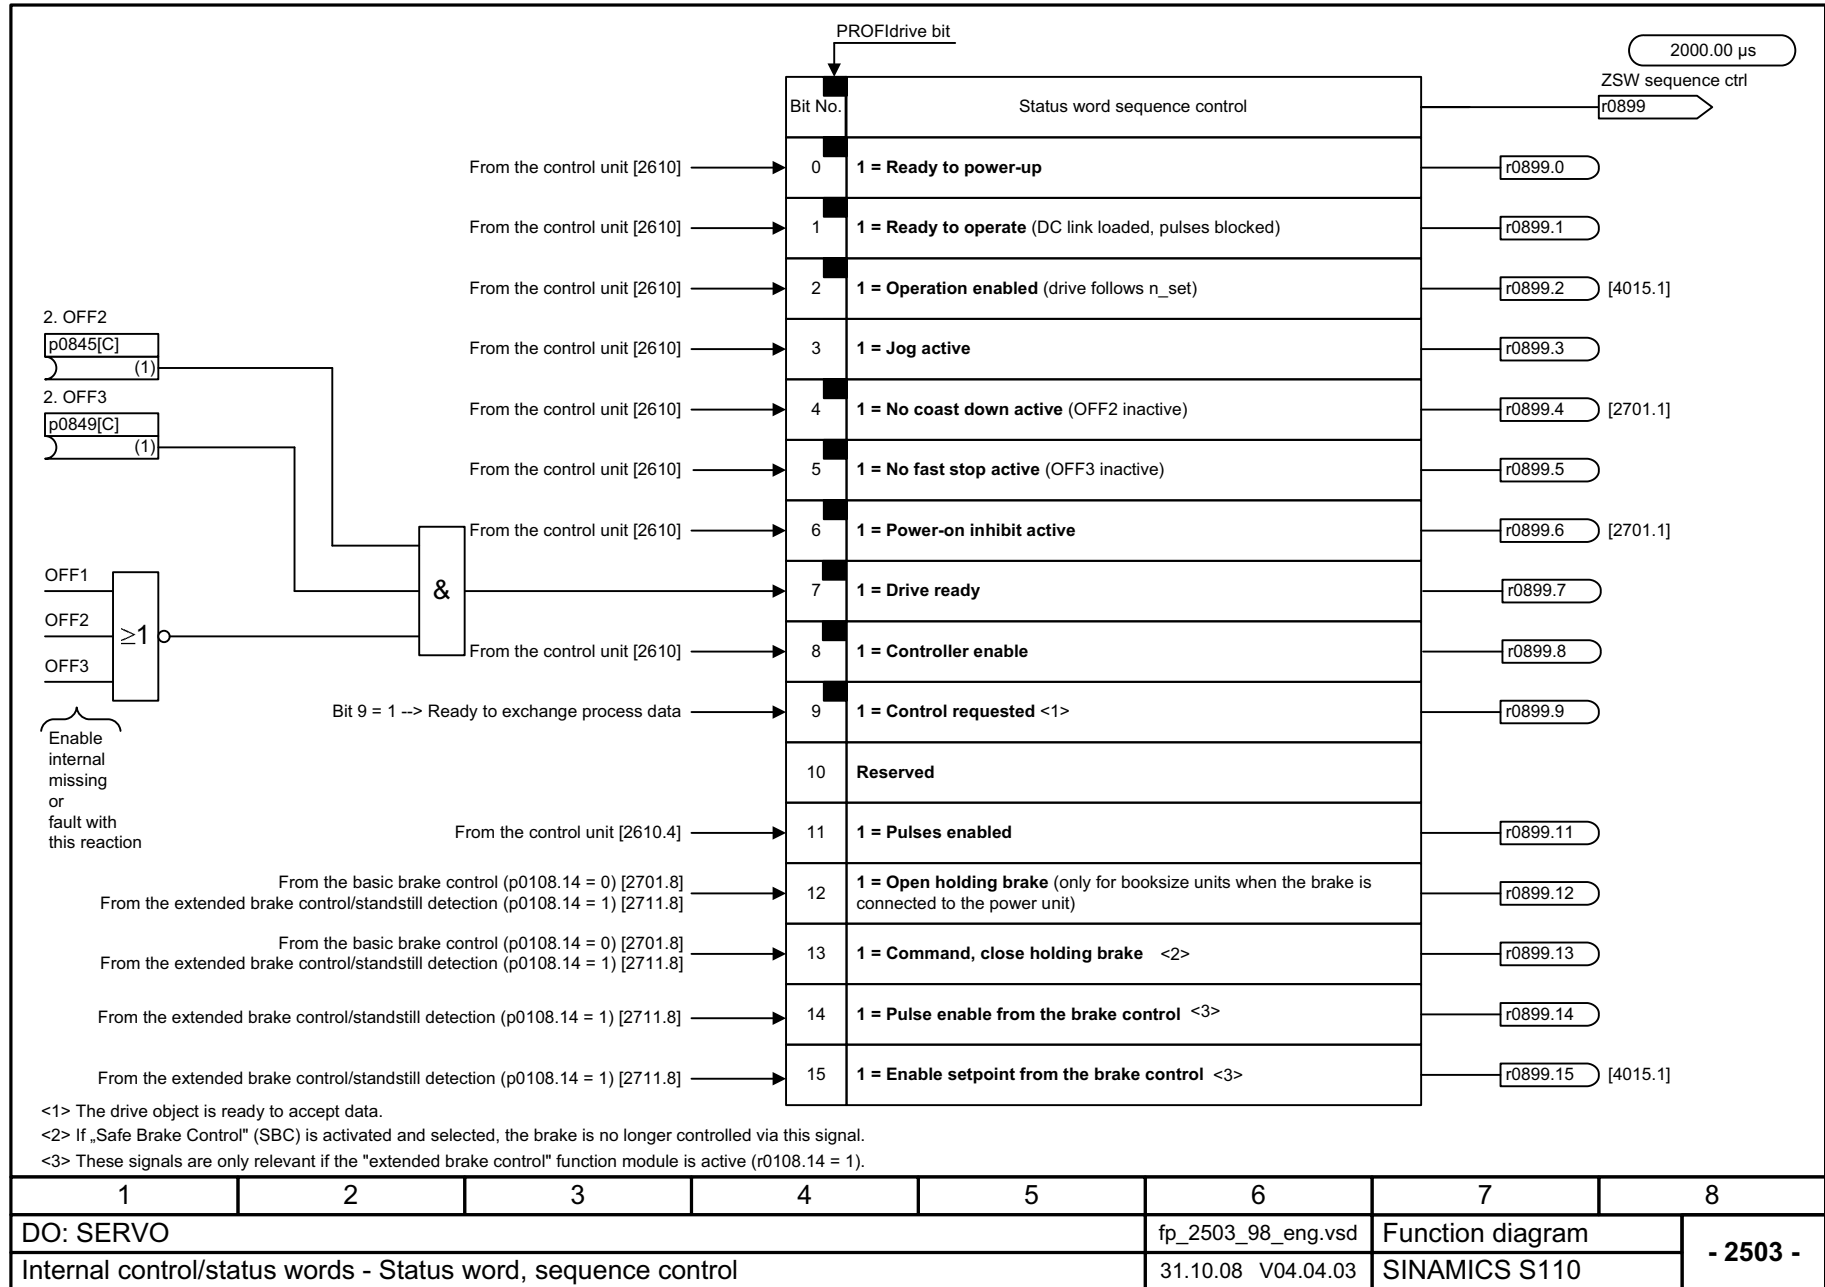 PROFIdrive bit
2000.00 µs
ZSW sequence ctrl
Bit No. Status word sequence control r0899
From the control unit [2610] 0 1 = Ready to power-up r0899.0
From the control unit [2610] 1 1 = Ready to operate (DC link loaded, pulses blocked) r0899.1
From the control unit [2610] 2 1 = Operation enabled (drive follows n_set) r0899.2 [4015.1]
2. OFF2
p0845[C]
(1)
From the control unit [2610] 3 1 = Jog active r0899.3
2. OFF3
p0849[C]
(1)
From the control unit [2610] 4 1 = No coast down active (OFF2 inactive) r0899.4 [2701.1]
From the control unit [2610] 5 1 = No fast stop active (OFF3 inactive) r0899.5
From the control unit [2610] 6 1 = Power-on inhibit active r0899.6 [2701.1]
OFF1
OFF2
OFF3
≥1
&
7 1 = Drive ready r0899.7
From the control unit [2610] 8 1 = Controller enable r0899.8
Bit 9 = 1 --> Ready to exchange process data 9 1 = Control requested <1> r0899.9
Enable
internal
missing
or
fault with
this reaction
10 Reserved
From the control unit [2610.4] 11 1 = Pulses enabled r0899.11
From the basic brake control (p0108.14 = 0) [2701.8]
From the extended brake control/standstill detection (p0108.14 = 1) [2711.8]
12 1 = Open holding brake (only for booksize units when the brake is
connected to the power unit)
r0899.12
From the basic brake control (p0108.14 = 0) [2701.8]
From the extended brake control/standstill detection (p0108.14 = 1) [2711.8]
13 1 = Command, close holding brake <2> r0899.13
From the extended brake control/standstill detection (p0108.14 = 1) [2711.8] 14 1 = Pulse enable from the brake control <3> r0899.14
From the extended brake control/standstill detection (p0108.14 = 1) [2711.8] 15 1 = Enable setpoint from the brake control <3> r0899.15 [4015.1]
<1> The drive object is ready to accept data.
<2> If „Safe Brake Control" (SBC) is activated and selected, the brake is no longer controlled via this signal.
<3> These signals are only relevant if the "extended brake control" function module is active (r0108.14 = 1).
1 2 3 4 5 6 7 8
DO: SERVO fp_2503_98_eng.vsd Function diagram
Internal control/status words - Status word, sequence control 31.10.08 V04.04.03 SINAMICS S110
- 2503 -